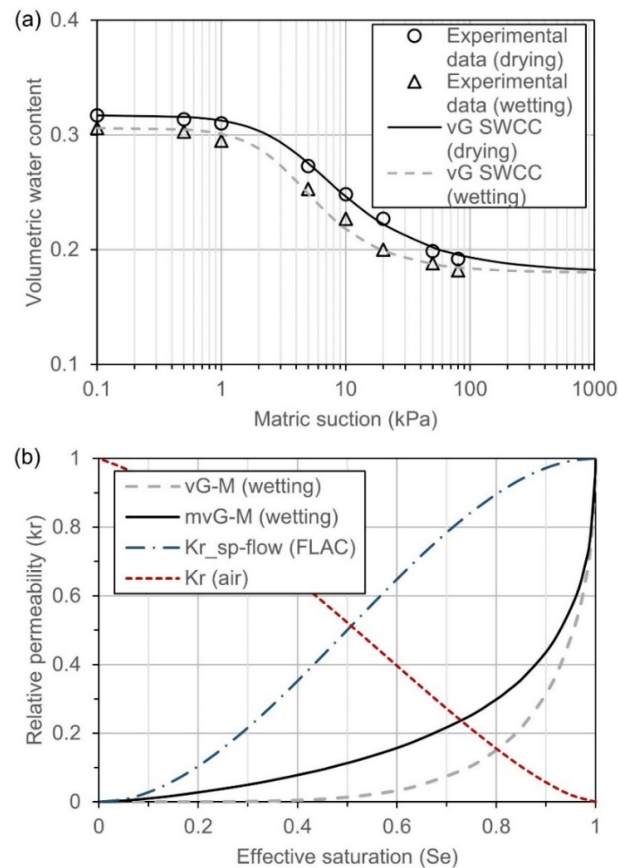 (a)
Experimental
data (drying)
Experimental
data (wetting)
vG SWCC
(drying)
vG SWCC
(wetting)
Volumetric water content
0.4
0.3
0.2
0.1
0.1
1
10
100
1000
Matric suction (kPa)
(b)
vG-M (wetting)
mvG-M (wetting)
Kr_sp-flow (FLAC)
Kr (air)
Relative permeability (kr)
1
0.8
0.6
0.4
0.2
0
0
0.2
0.4
0.6
0.8
1
Effective saturation (Se)